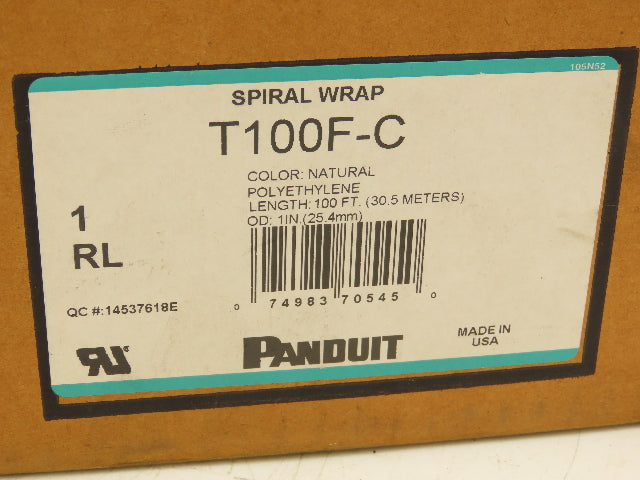 105N52
SPIRAL WRAP
T100F-C
COLOR: NATURAL
POLYETHYLENE
LENGTH: 100 FT. (30.5 METERS)
OD: 1IN.(25.4mm)
1
RL
0 74983 70545 0
QC #:14537618E
PANDUIT
MADE IN
USA